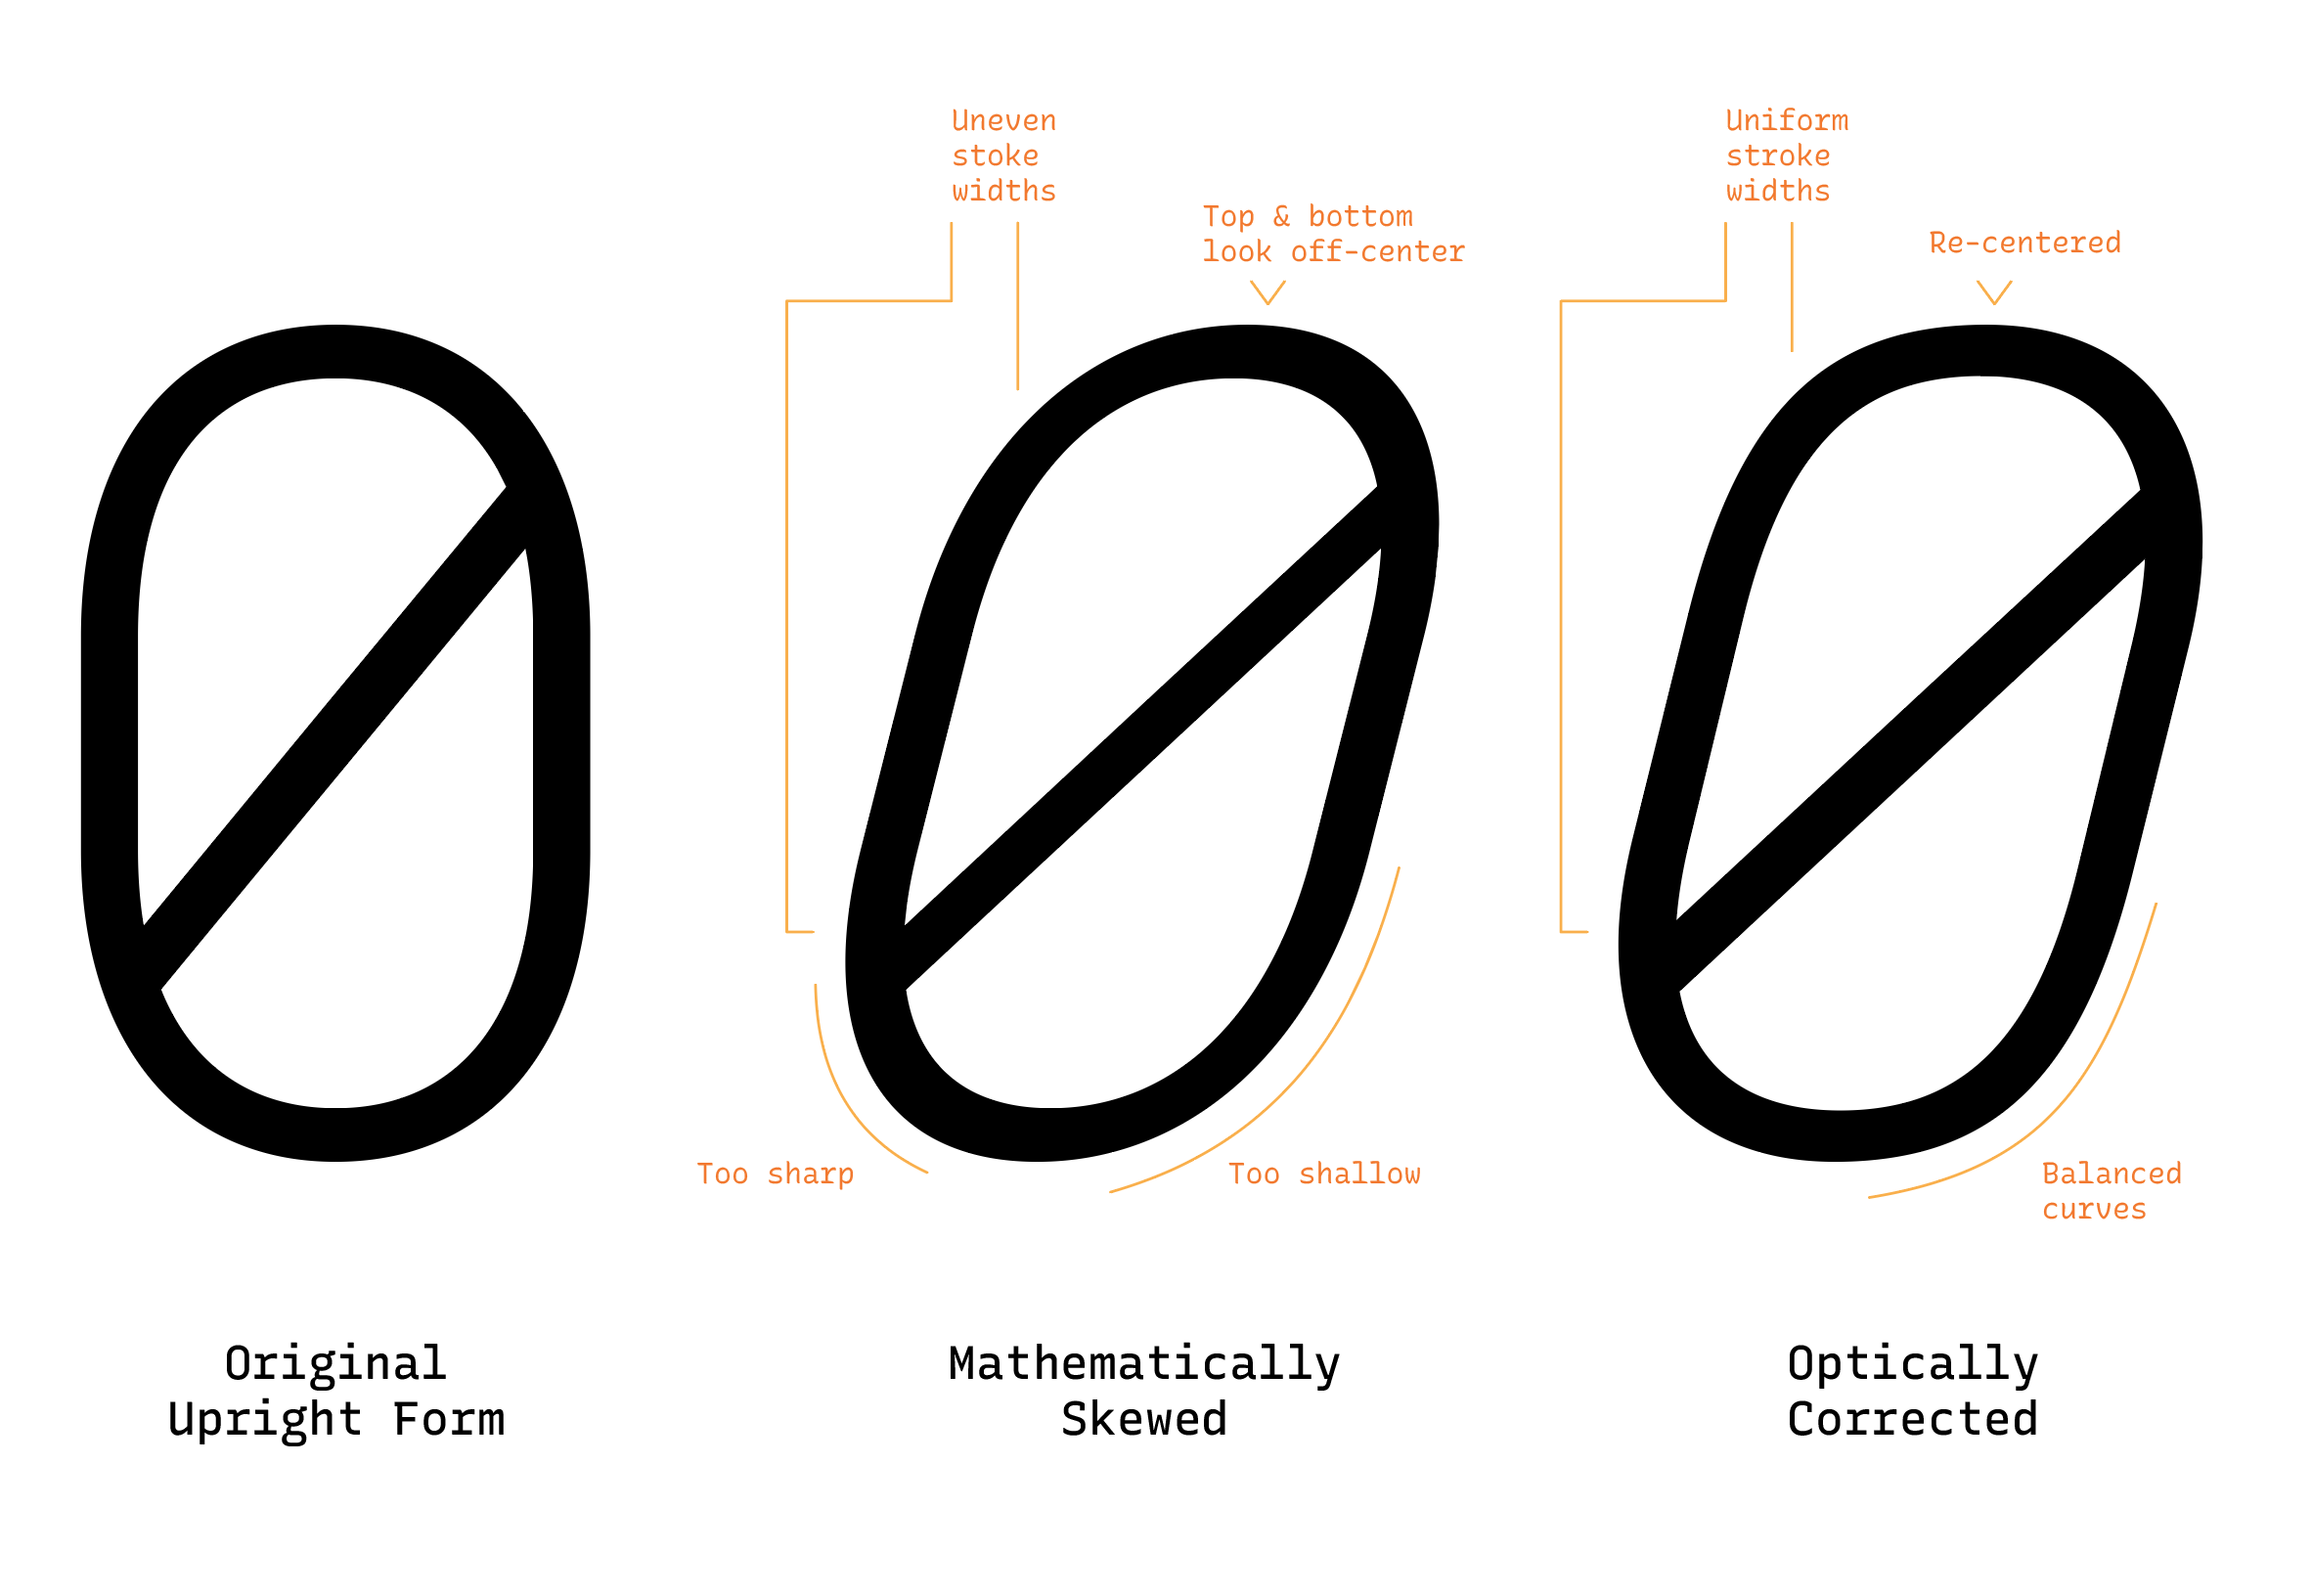 Uneven
stoke
widths
Top & bottom
look off-center
Uniform
stroke
widths
Re-centered
Too sharp
Too shallow
Balanced
curves
Original
Upright Form
Mathematically
Skewed
Optically
Corrected